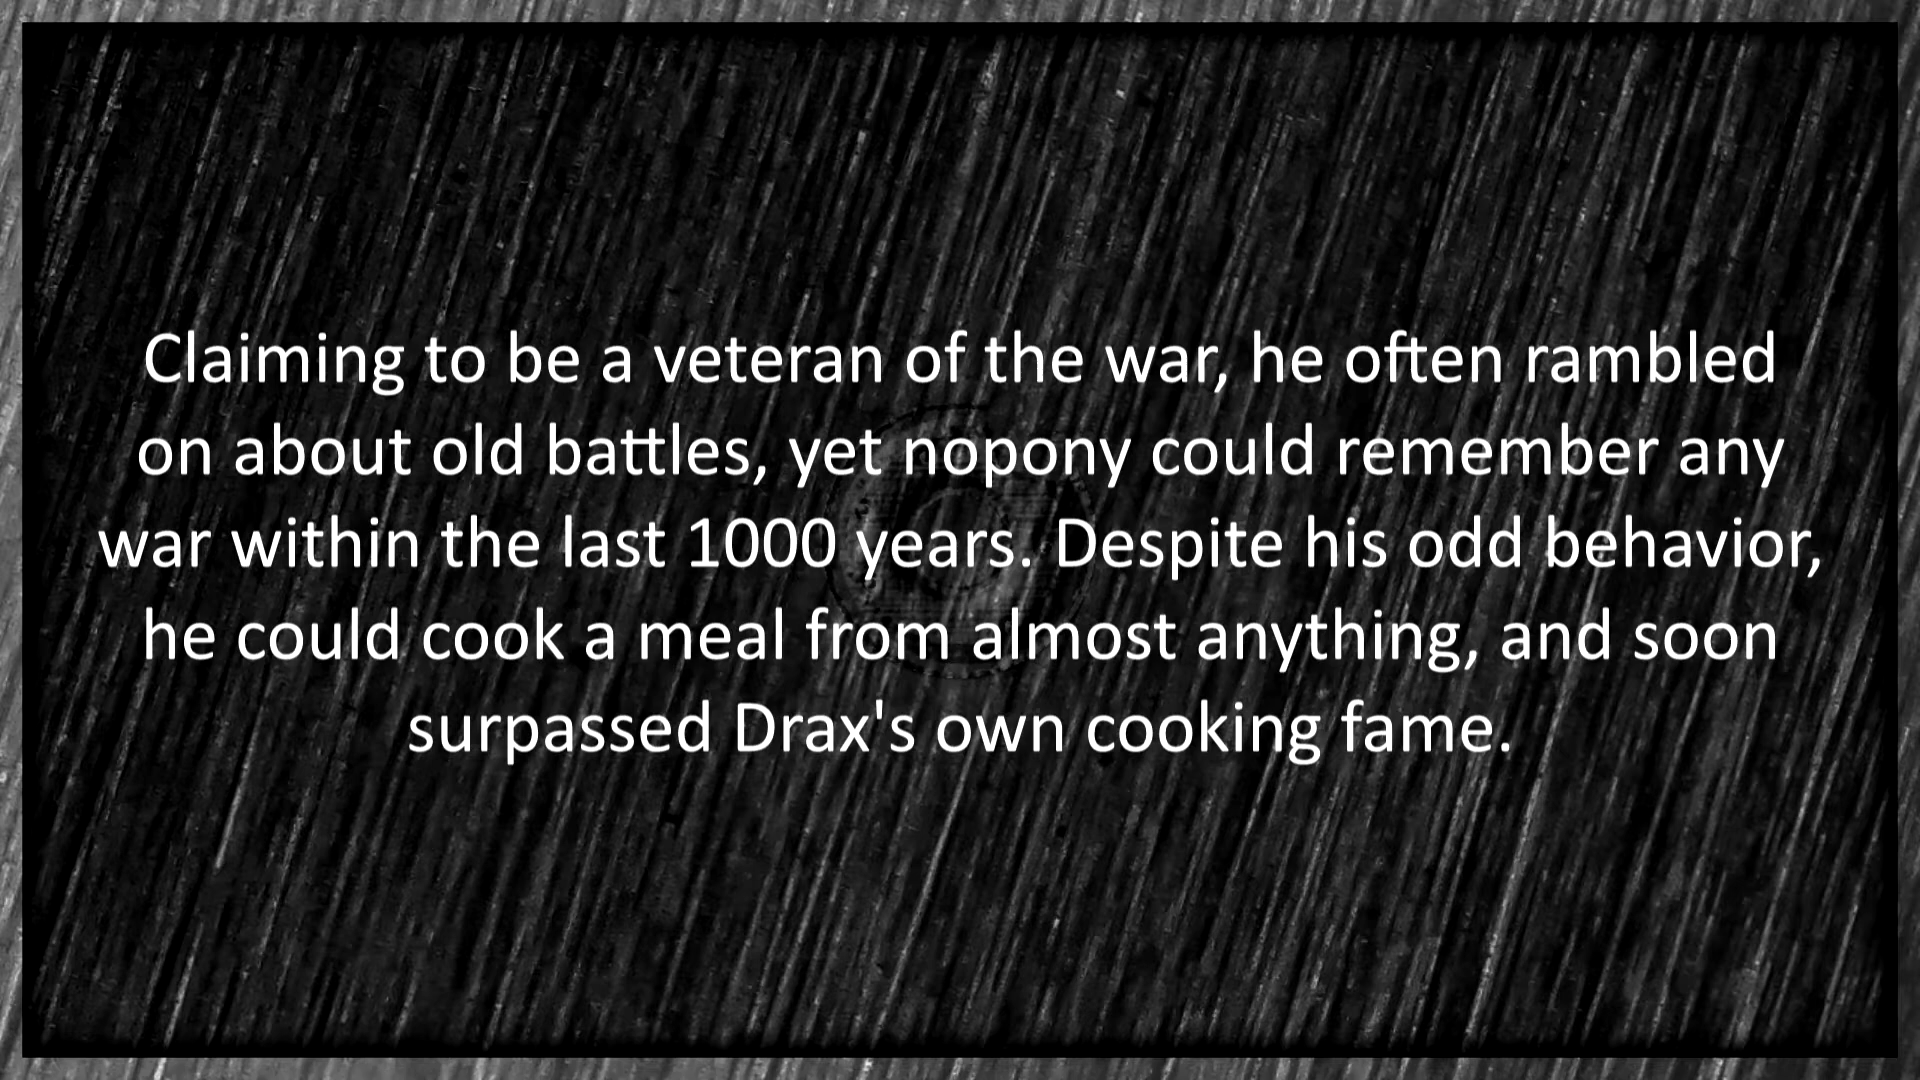 Claiming to be a veteran of the war, he often rambled
on about old battles, yet nopony could remember any
war within the last 1000 years. Despite his odd behavior,
he could cook a meal from almost anything, and soon
surpassed Drax's own cooking fame.